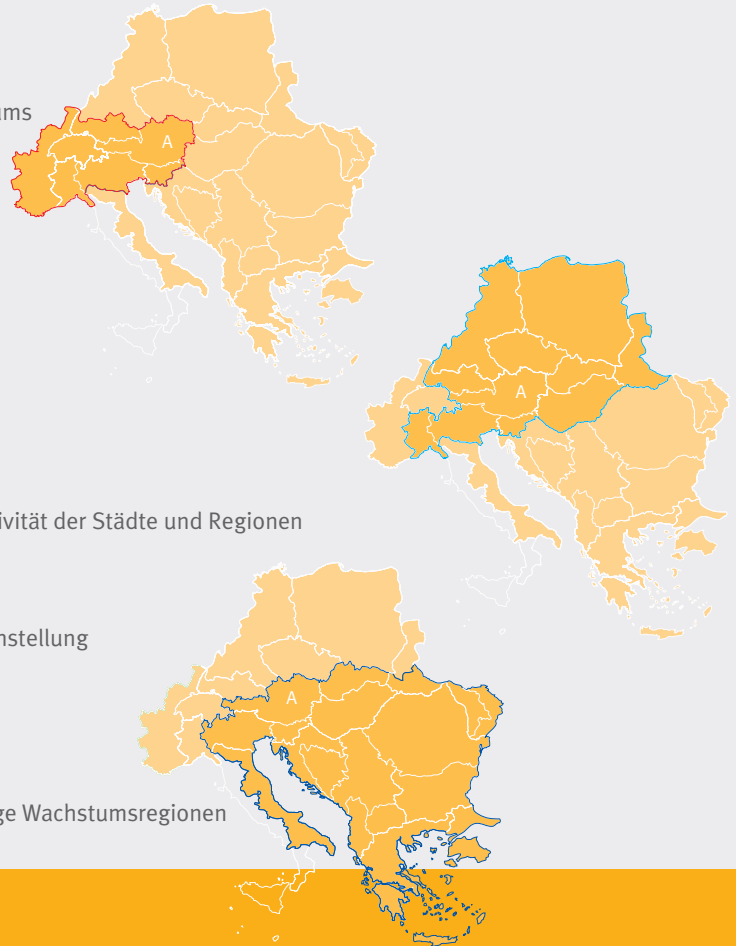 ums
A
A
ivität der Städte und Regionen
nstellung
A
ge Wachstumsregionen